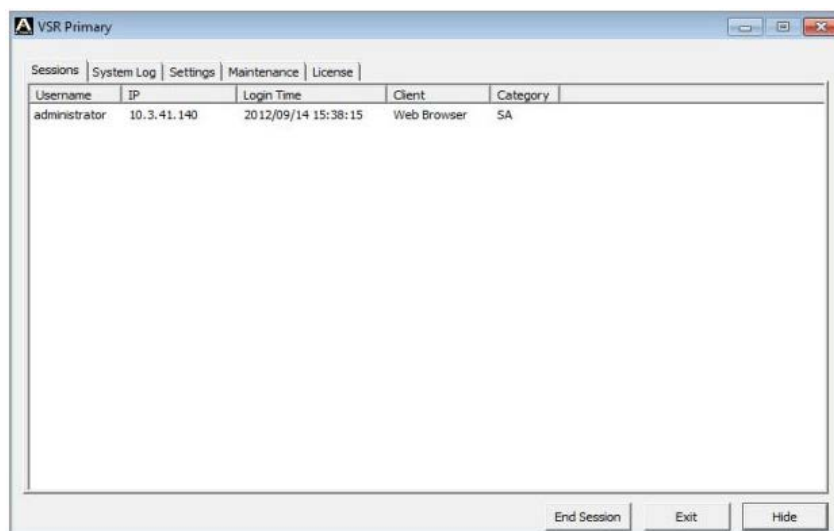 VSR Primary
Sessions System Log Settings Maintenance License
Username IP Login Time Client Category
administrator 10.3.41.140 2012/09/14 15:38:15 Web Browser SA
End Session Exit Hide